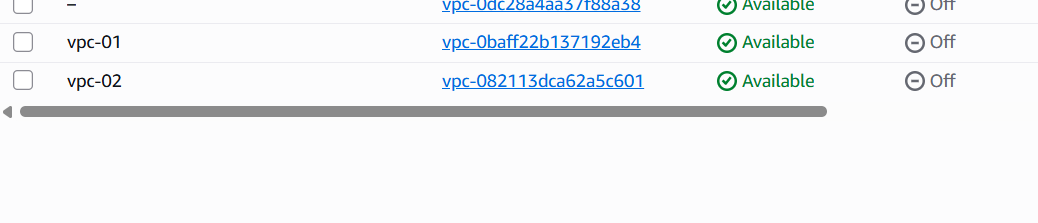 – vpc-0dc28a4aa37f88a38 Available Off
vpc-01 vpc-0baff22b137192eb4 Available Off
vpc-02 vpc-082113dca62a5c601 Available Off